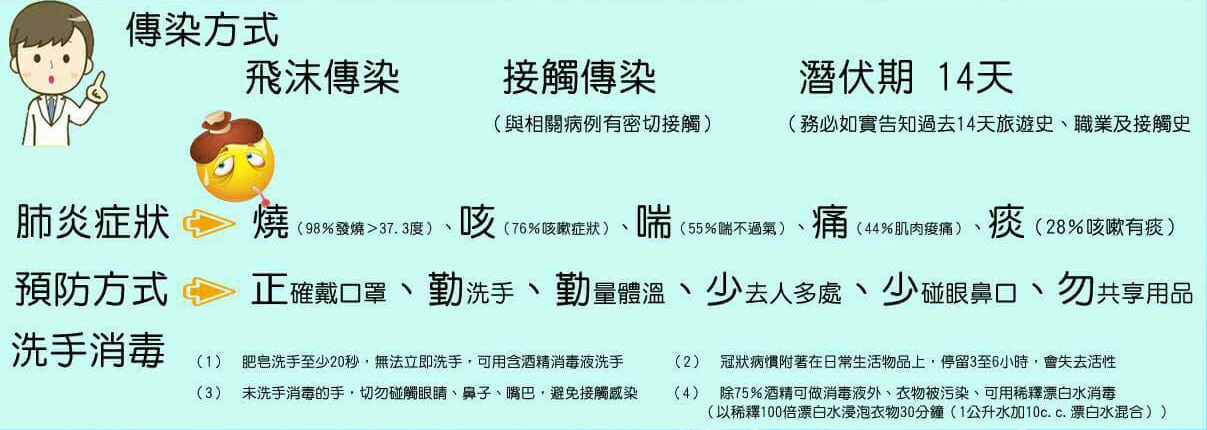 傳染方式
飛沫傳染 接觸傳染 潛伏期 14天
（與相關病例有密切接觸） （務必如實告知過去14天旅遊史、職業及接觸史
肺炎症狀 燒（98%發燒＞37.3度）、咳（76%咳嗽症狀）、喘（55%喘不過氣）、痛（44%肌肉痠痛）、痰（28%咳嗽有痰）
預防方式 正確戴口罩、勤洗手、勤量體溫、少去人多處、少碰眼鼻口、勿共享用品
洗手消毒
（1） 肥皂洗手至少20秒，無法立即洗手，可用含酒精消毒液洗手 （2） 冠狀病慣附著在日常生活物品上，停留3至6小時，會失去活性
（3） 未洗手消毒的手，切勿碰觸眼睛、鼻子、嘴巴，避免接觸感染 （4） 除75%酒精可做消毒液外、衣物被污染、可用稀釋漂白水消毒
（以稀釋100倍漂白水浸泡衣物30分鐘（1公升水加10c.c.漂白水混合））